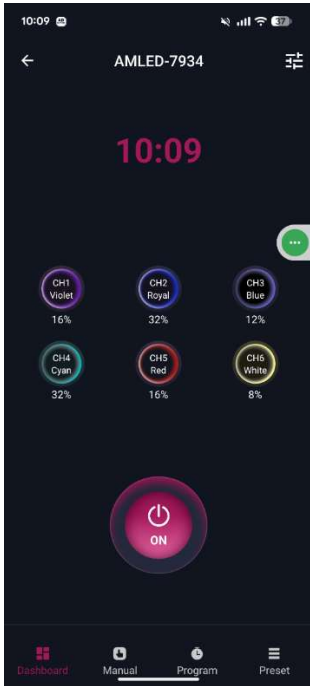 10:09 37
AMLED-7934
10:09
CH1 CH2 CH3
Violet Royal Blue
16% 32% 12%
CH4 CH5 CH6
Cyan Red White
32% 16% 8%
ON
Dashboard Manual Program Preset